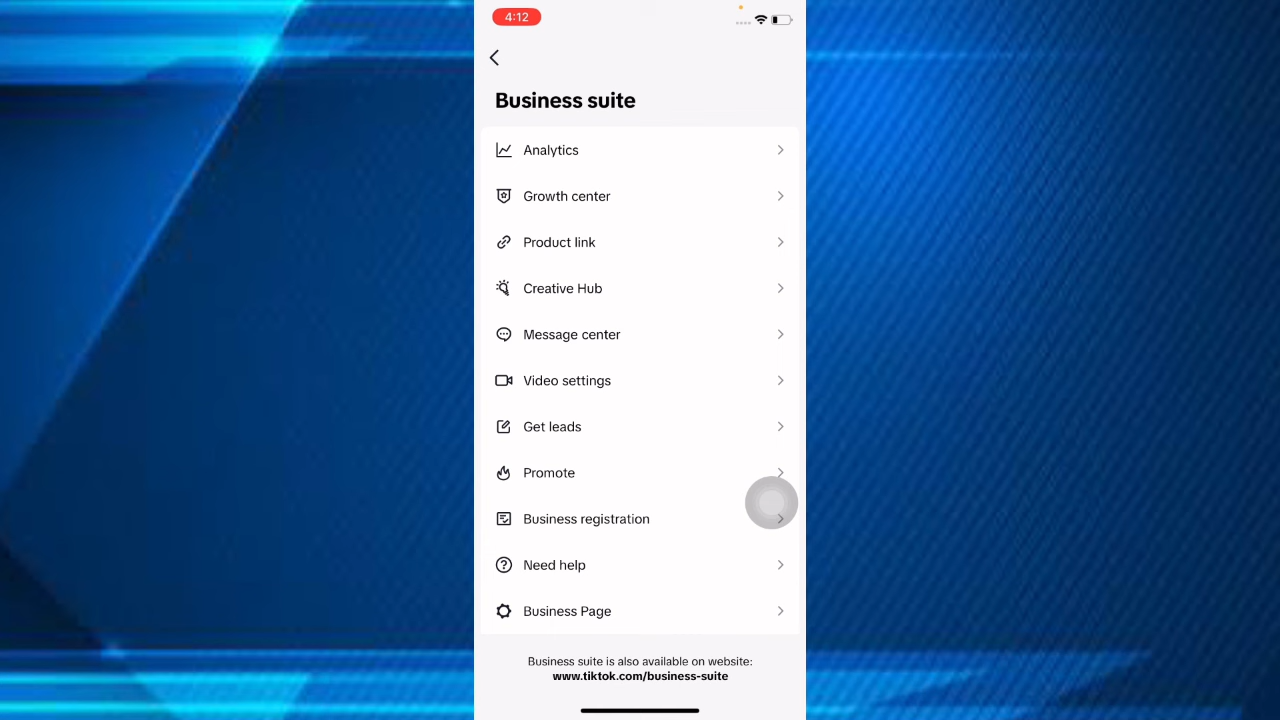 4:12
Business suite
Analytics
Growth center
Product link
Creative Hub
Message center
Video settings
Get leads
Promote
Business registration
Need help
Business Page
Business suite is also available on website:
www.tiktok.com/business-suite